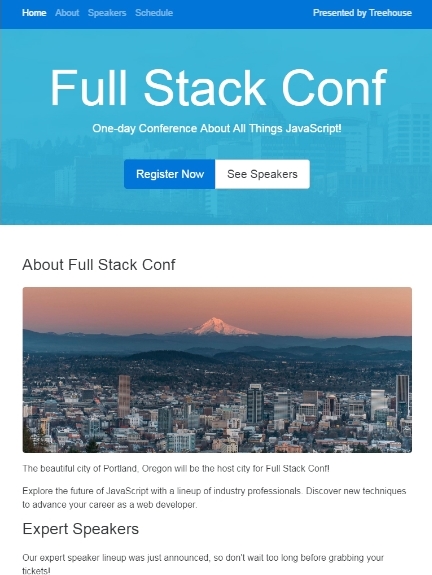 Home About Speakers Schedule Presented by Treehouse
Full Stack Conf
One-day Conference About All Things JavaScript!
Register Now See Speakers
About Full Stack Conf
The beautiful city of Portland, Oregon will be the host city for Full Stack Conf!
Explore the future of JavaScript with a lineup of industry professionals. Discover new techniques
to advance your career as a web developer.
Expert Speakers
Our expert speaker lineup was just announced, so don't wait too long before grabbing your
tickets!